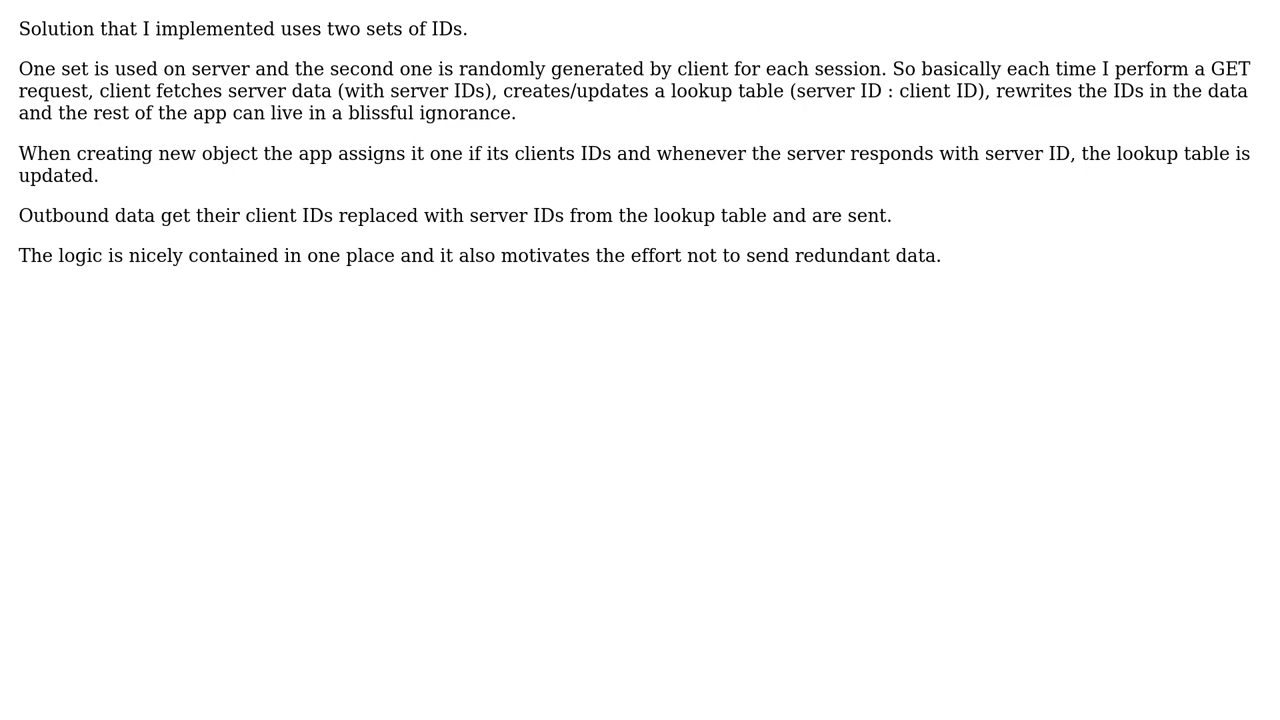 Solution that I implemented uses two sets of IDs.
One set is used on server and the second one is randomly generated by client for each session. So basically each time I perform a GET
request, client fetches server data (with server IDs), creates/updates a lookup table (server ID : client ID), rewrites the IDs in the data
and the rest of the app can live in a blissful ignorance.
When creating new object the app assigns it one if its clients IDs and whenever the server responds with server ID, the lookup table is
updated.
Outbound data get their client IDs replaced with server IDs from the lookup table and are sent.
The logic is nicely contained in one place and it also motivates the effort not to send redundant data.